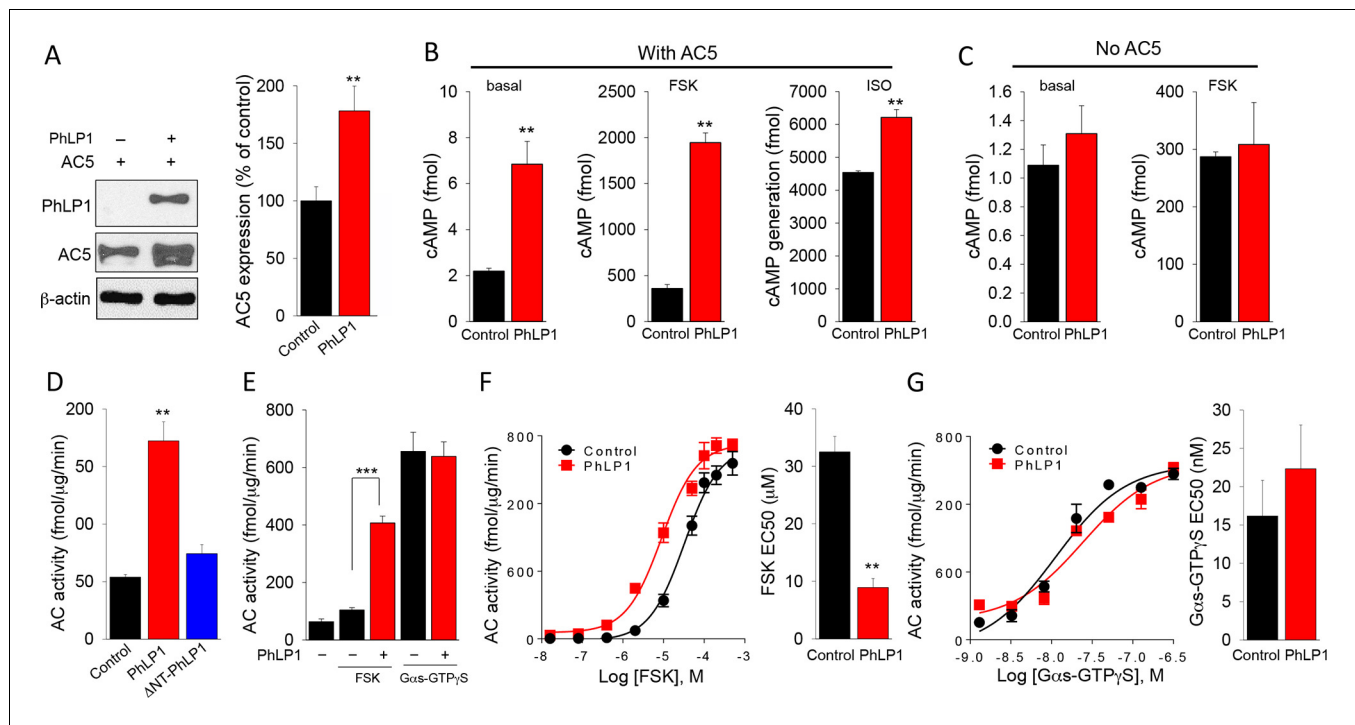 A
PhLP1 – +
AC5 + +
PhLP1
AC5
β-actin
AC5 expression (% of control)
200
150
100
50
0
**
Control
PhLP1
B
With AC5
basal
cAMP (fmol)
10
8
6
4
2
0
**
Control PhLP1
FSK
cAMP (fmol)
2500
2000
1500
1000
500
0
**
Control PhLP1
ISO
cAMP generation (fmol)
7000
6000
5000
4000
3000
2000
1000
0
**
Control PhLP1
C
No AC5
basal
cAMP (fmol)
1.6
1.4
1.2
1.0
0.8
0.6
0.4
0.2
0.0
Control PhLP1
FSK
cAMP (fmol)
400
300
200
100
0
Control PhLP1
D
AC activity (fmol/μg/min)
200
50
00
50
0
**
Control
PhLP1
ΔNT-PhLP1
E
AC activity (fmol/μg/min)
800
600
400
200
0
***
PhLP1 – – + – +
FSK
Gαs-GTPγS
F
AC activity (fmol/μg/min)
800
200
600
0
Control
PhLP1
-8 -7 -6 -5 -4 -3
Log [FSK], M
FSK EC50 (μM)
40
30
20
10
0
**
Control PhLP1
G
AC activity (fmol/μg/min)
800
200
600
0
Control
PhLP1
-9.0 -8.5 -8.0 -7.5 -7.0 -6.5
Log [Gαs-GTPγS], M
Gαs-GTPγS EC50 (nM)
30
25
20
15
10
5
0
Control PhLP1